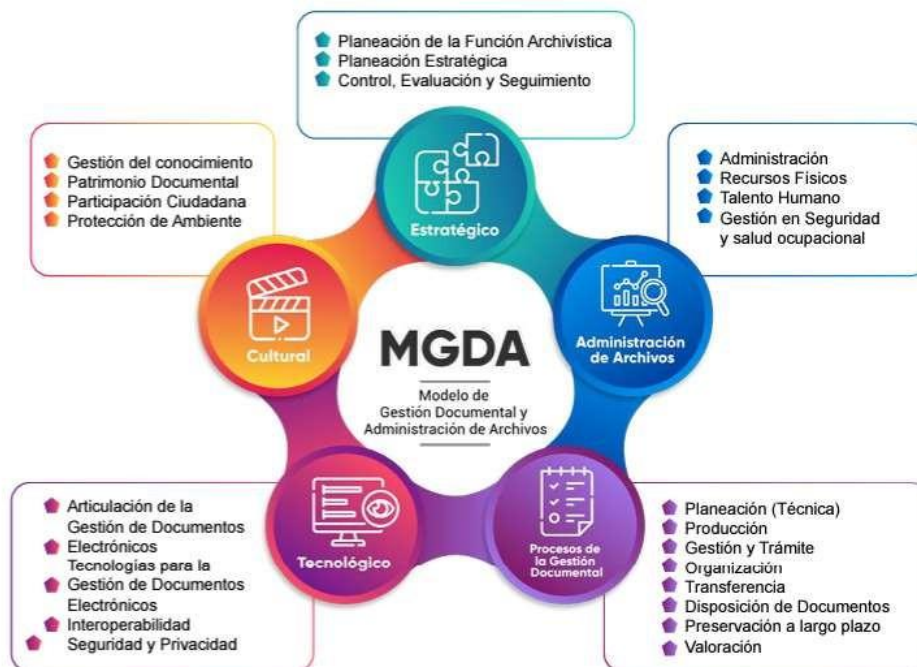 Planeación de la Función Archivística
Planeación Estratégica
Control, Evaluación y Seguimiento
Gestión del conocimiento
Patrimonio Documental
Participación Ciudadana
Protección de Ambiente
Administración
Recursos Físicos
Talento Humano
Gestión en Seguridad
y salud ocupacional
Estratégico
Cultural
Administración
de Archivos
MGDA
Modelo de
Gestión Documental y
Administración de Archivos
Tecnológico
Procesos de
la Gestión
Documental
Articulación de la
Gestión de Documentos
Electrónicos
Tecnologías para la
Gestión de Documentos
Electrónicos
Interoperabilidad
Seguridad y Privacidad
Planeación (Técnica)
Producción
Gestión y Trámite
Organización
Transferencia
Disposición de Documentos
Preservación a largo plazo
Valoración